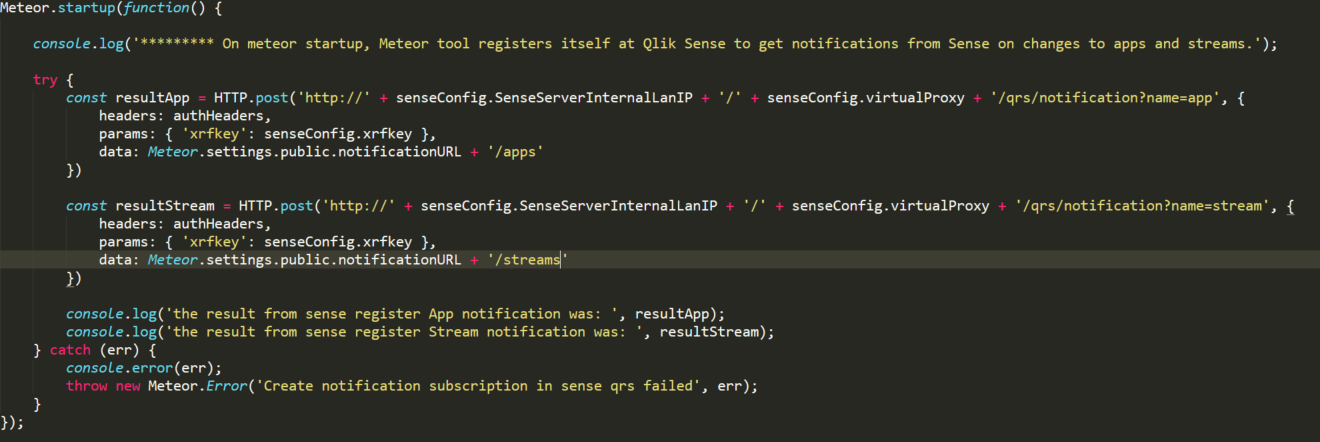 Meteor.startup(function() {
console.log('********* On meteor startup, Meteor tool registers itself at Qlik Sense to get notifications from Sense on changes to apps and streams.');
try {
const resultApp = HTTP.post('http://' + senseConfig.SenseServerInternalLanIP + '/' + senseConfig.virtualProxy + '/qrs/notification?name=app', {
headers: authHeaders,
params: { 'xrfkey': senseConfig.xrfkey },
data: Meteor.settings.public.notificationURL + '/apps'
})
const resultStream = HTTP.post('http://' + senseConfig.SenseServerInternalLanIP + '/' + senseConfig.virtualProxy + '/qrs/notification?name=stream', {
headers: authHeaders,
params: { 'xrfkey': senseConfig.xrfkey },
data: Meteor.settings.public.notificationURL + '/streams'
})
console.log('the result from sense register App notification was: ', resultApp);
console.log('the result from sense register Stream notification was: ', resultStream);
} catch (err) {
console.error(err);
throw new Meteor.Error('Create notification subscription in sense qrs failed', err);
}
});